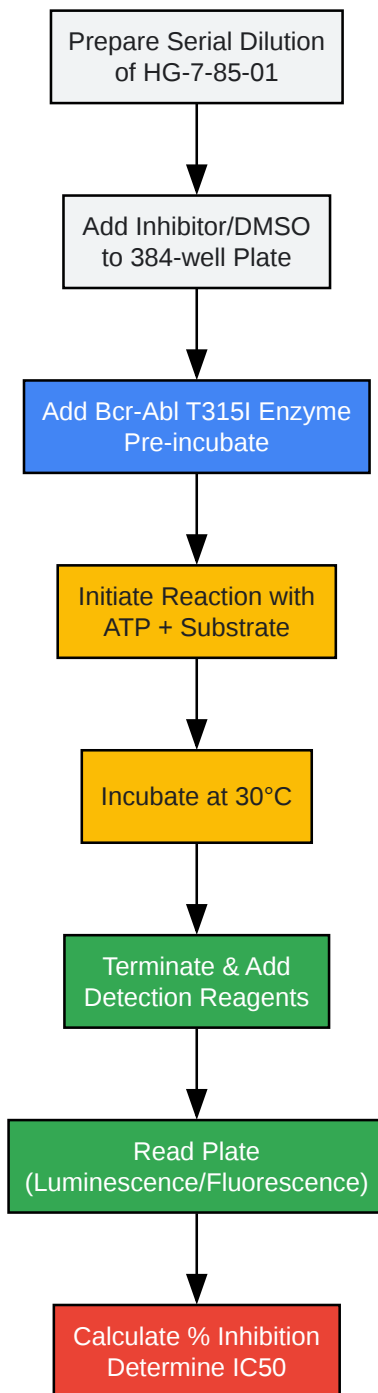 Prepare Serial Dilution
of HG-7-85-01
Add Inhibitor/DMSO
to 384-well Plate
Add Bcr-Abl T315I Enzyme
Pre-incubate
Initiate Reaction with
ATP + Substrate
Incubate at 30°C
Terminate & Add
Detection Reagents
Read Plate
(Luminescence/Fluorescence)
Calculate % Inhibition
Determine IC50